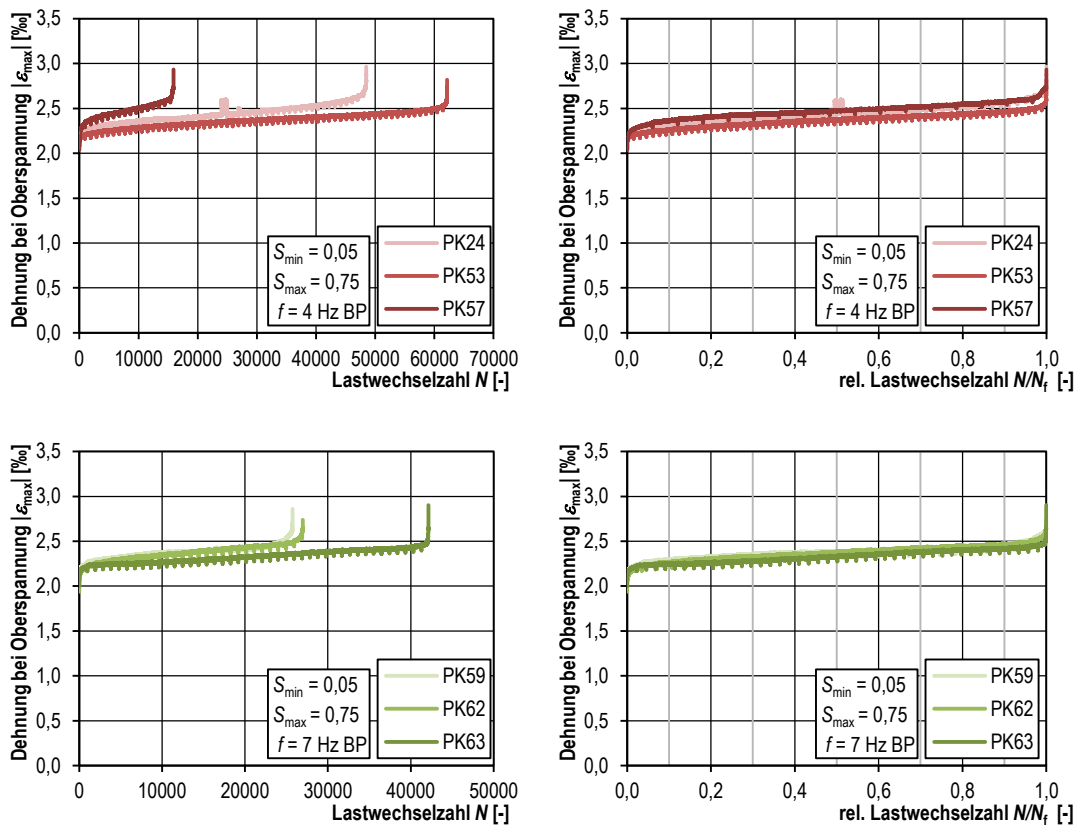 Dehnung bei Oberspannung |εmax| [‰]
3,5
3,0
2,5
2,0
1,5
1,0
0,5
0,0
Smin = 0,05
Smax = 0,75
f = 4 Hz BP
PK24
PK53
PK57
0 10000 20000 30000 40000 50000 60000 70000
Lastwechselzahl N [-]
Dehnung bei Oberspannung |εmax| [‰]
3,5
3,0
2,5
2,0
1,5
1,0
0,5
0,0
Smin = 0,05
Smax = 0,75
f = 4 Hz BP
PK24
PK53
PK57
0,0 0,2 0,4 0,6 0,8 1,0
rel. Lastwechselzahl N/Nf [-]
Dehnung bei Oberspannung |εmax| [‰]
3,5
3,0
2,5
2,0
1,5
1,0
0,5
0,0
Smin = 0,05
Smax = 0,75
f = 7 Hz BP
PK59
PK62
PK63
0 10000 20000 30000 40000 50000
Lastwechselzahl N [-]
Dehnung bei Oberspannung |εmax| [‰]
3,5
3,0
2,5
2,0
1,5
1,0
0,5
0,0
Smin = 0,05
Smax = 0,75
f = 7 Hz BP
PK59
PK62
PK63
0,0 0,2 0,4 0,6 0,8 1,0
rel. Lastwechselzahl N/Nf [-]